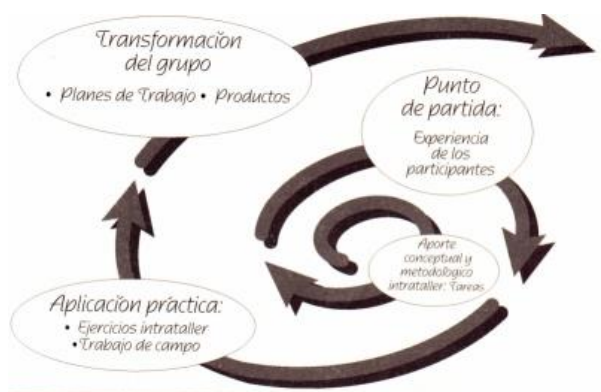 Transformación
del grupo
• Planes de Trabajo • Productos
Punto
de partida:
Experiencia
de los
participantes
Aporte
conceptual y
metodologico
intrataller: Tareas
Aplicación práctica:
• Ejercicios intrataller
• Trabajo de campo